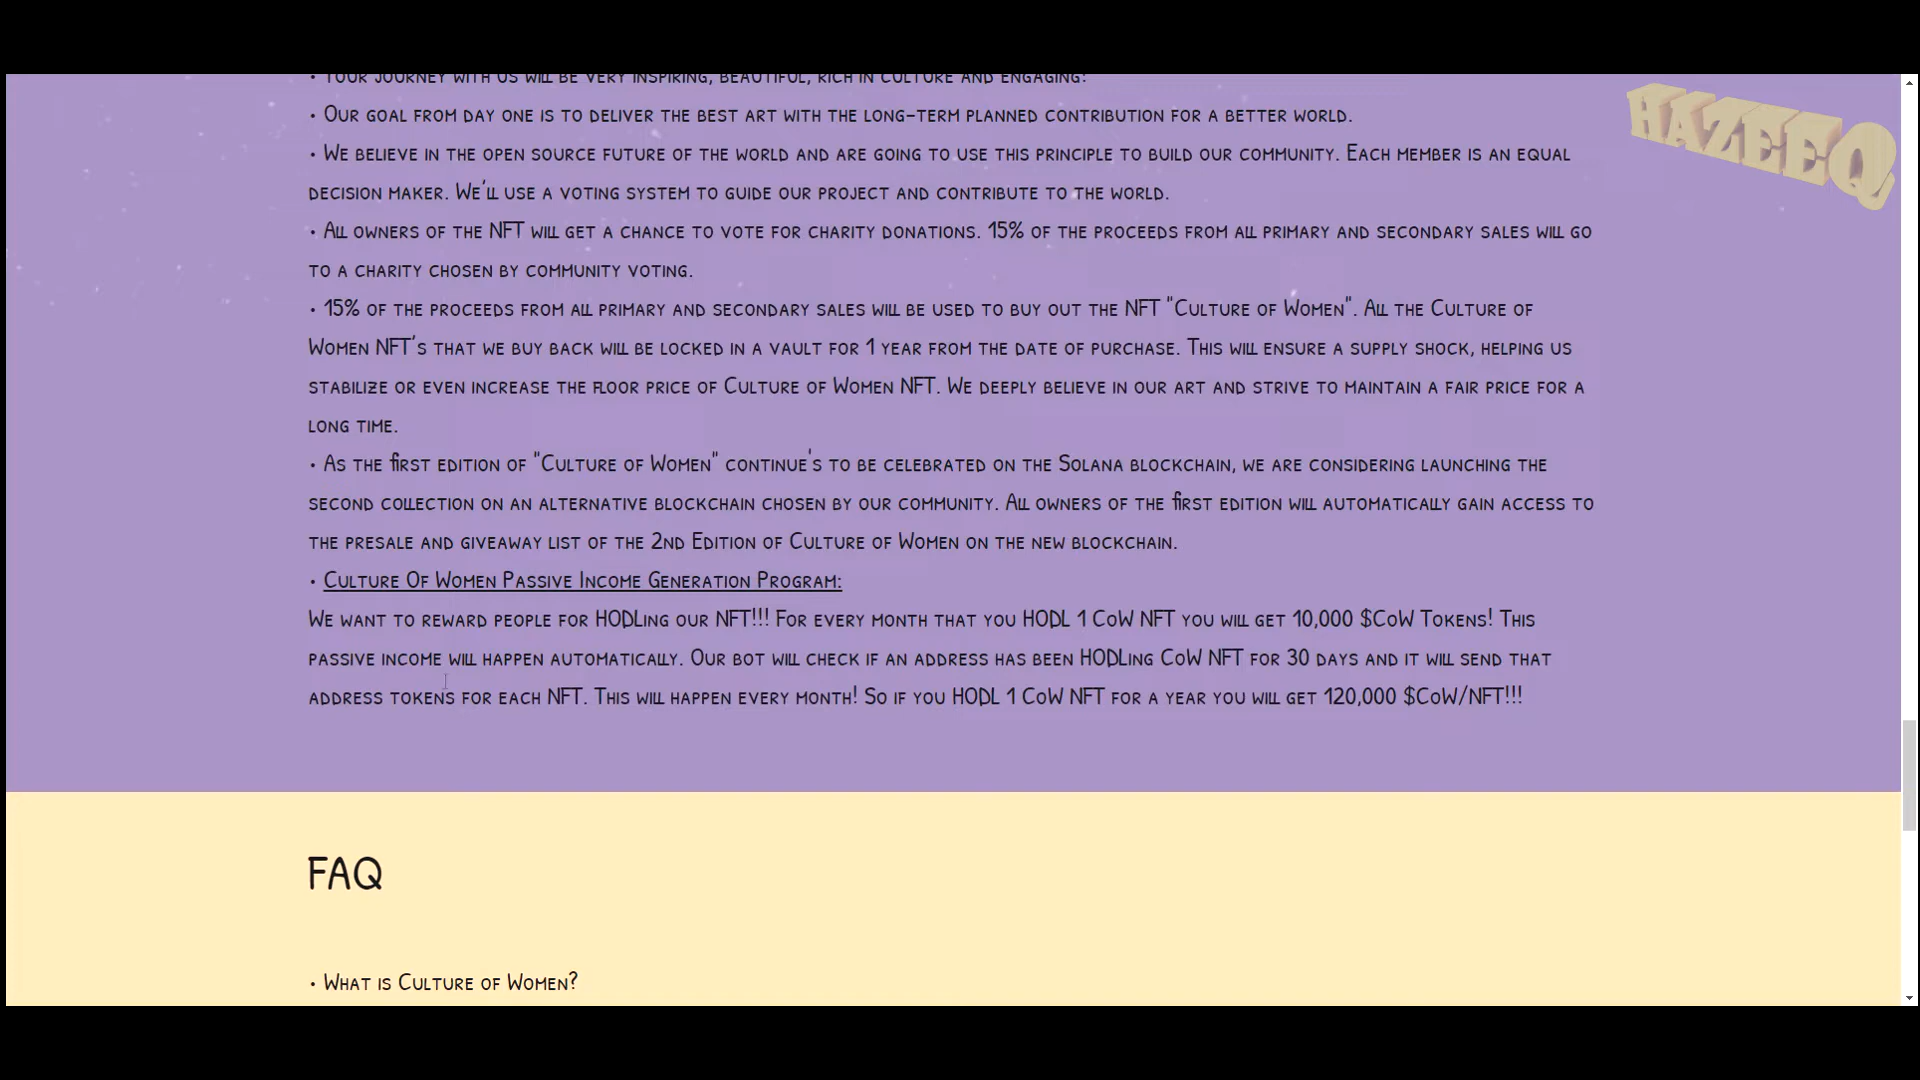 • Your journey with us will be very inspiring, beautiful, rich in culture and engaging:
• Our goal from day one is to deliver the best art with the long-term planned contribution for a better world.
• We believe in the open source future of the world and are going to use this principle to build our community. Each member is an equal
decision maker. We'll use a voting system to guide our project and contribute to the world.
• All owners of the NFT will get a chance to vote for charity donations. 15% of the proceeds from all primary and secondary sales will go
to a charity chosen by community voting.
• 15% of the proceeds from all primary and secondary sales will be used to buy out the NFT "Culture of Women". All the Culture of
Women NFT's that we buy back will be locked in a vault for 1 year from the date of purchase. This will ensure a supply shock, helping us
stabilize or even increase the floor price of Culture of Women NFT. We deeply believe in our art and strive to maintain a fair price for a
long time.
• As the first edition of "Culture of Women" continue's to be celebrated on the Solana blockchain, we are considering launching the
second collection on an alternative blockchain chosen by our community. All owners of the first edition will automatically gain access to
the presale and giveaway list of the 2nd Edition of Culture of Women on the new blockchain.
• Culture Of Women Passive Income Generation Program:
We want to reward people for HODLing our NFT!!! For every month that you HODL 1 CoW NFT you will get 10,000 $CoW Tokens! This
passive income will happen automatically. Our bot will check if an address has been HODLing CoW NFT for 30 days and it will send that
address tokens for each NFT. This will happen every month! So if you HODL 1 CoW NFT for a year you will get 120,000 $CoW/NFT!!!
HAZEEQ
FAQ
• What is Culture of Women?